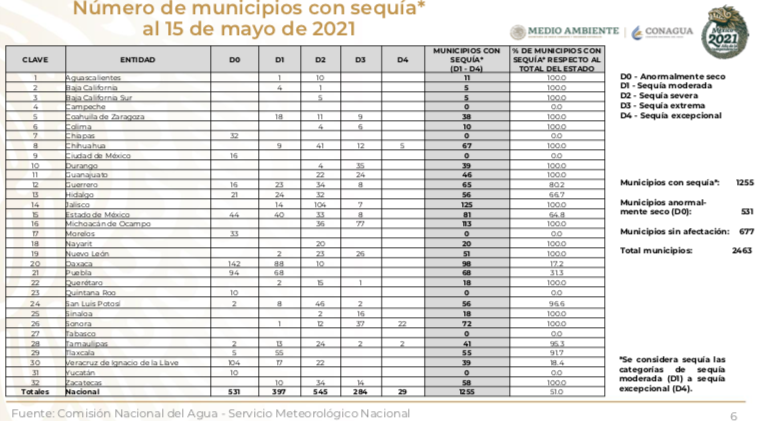 Número de municipios con sequía*
al 15 de mayo de 2021
MEDIO AMBIENTE | CONAGUA
2021
CLAVE ENTIDAD D0 D1 D2 D3 D4 MUNICIPIOS CON SEQUÍA* (D1 - D4) % DE MUNICIPIOS CON SEQUÍA* RESPECTO AL TOTAL DEL ESTADO
1 Aguascalientes 1 10 11 100.0
2 Baja California 4 1 5 100.0
3 Baja California Sur 5 5 100.0
4 Campeche 0 0.0
5 Coahuila de Zaragoza 18 11 9 38 100.0
6 Colima 4 6 10 100.0
7 Chiapas 32 0 0.0
8 Chihuahua 9 41 12 5 67 100.0
9 Ciudad de México 16 0 0.0
10 Durango 4 35 39 100.0
11 Guanajuato 22 24 46 100.0
12 Guerrero 16 23 34 8 65 80.2
13 Hidalgo 21 24 32 56 66.7
14 Jalisco 14 104 7 125 100.0
15 Estado de México 44 40 33 8 81 64.8
16 Michoacán de Ocampo 36 77 113 100.0
17 Morelos 33 0 0.0
18 Nayarit 20 20 100.0
19 Nuevo León 2 23 26 51 100.0
20 Oaxaca 142 88 10 98 17.2
21 Puebla 94 68 68 31.3
22 Querétaro 2 15 1 18 100.0
23 Quintana Roo 10 0 0.0
24 San Luis Potosí 2 8 46 2 56 96.6
25 Sinaloa 2 16 18 100.0
26 Sonora 1 12 37 22 72 100.0
27 Tabasco 0 0.0
28 Tamaulipas 2 13 24 2 2 41 95.3
29 Tlaxcala 5 55 55 91.7
30 Veracruz de Ignacio de la Llave 104 17 22 39 18.4
31 Yucatán 10 0 0.0
32 Zacatecas 10 34 14 58 100.0
Totales Nacional 531 397 545 284 29 1255 51.0
D0 - Anormalmente seco
D1 - Sequía moderada
D2 - Sequía severa
D3 - Sequía extrema
D4 - Sequía excepcional
Municipios con sequía*: 1255
Municipios anormal-
mente seco (D0): 531
Municipios sin afectación: 677
Total municipios: 2463
*Se considera sequía las
categorías de sequía
moderada (D1) a sequía
excepcional (D4).
Fuente: Comisión Nacional del Agua - Servicio Meteorológico Nacional
6